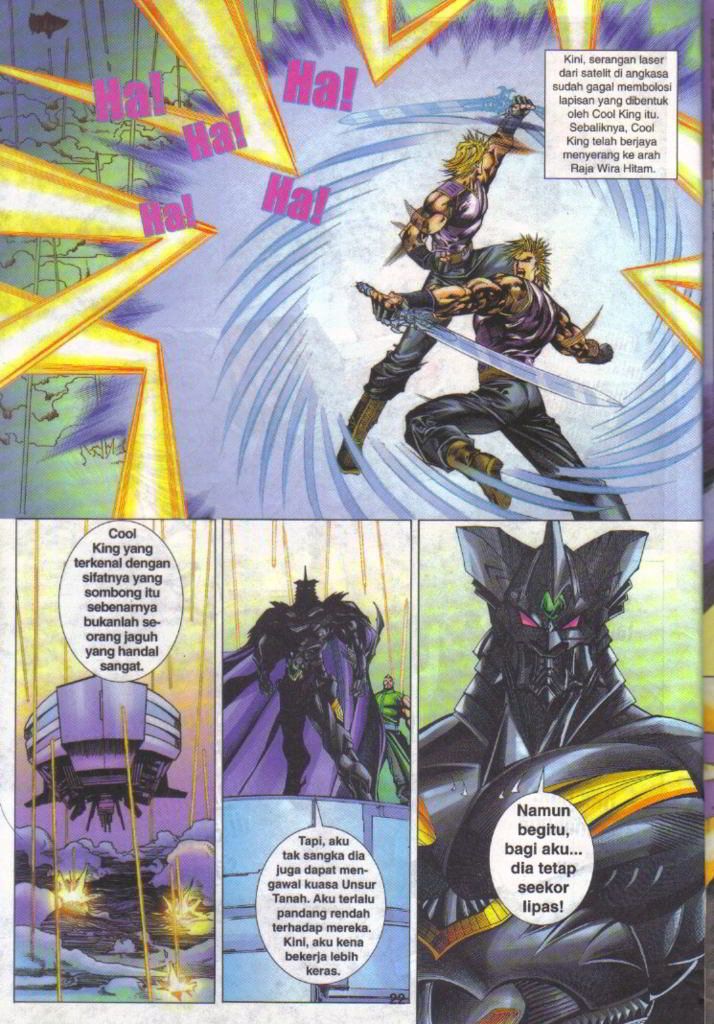 Ha!
Ha!
Ha!
Ha!
Ha!
Kini, serangan laser
dari satelit di angkasa
sudah gagal membolosi
lapisan yang dibentuk
oleh Cool King itu.
Sebaliknya, Cool
King telah berjaya
menyerang ke arah
Raja Wira Hitam.
Cool
King yang
terkenal dengan
sifatnya yang
sombong itu
sebenarnya
bukanlah se-
orang jaguh
yang handal
sangat.
Tapi, aku
tak sangka dia
juga dapat men-
gawal kuasa Unsur
Tanah. Aku terlalu
pandang rendah
terhadap mereka.
Kini, aku kena
bekerja lebih
keras.
Namun
begitu,
bagi aku...
dia tetap
seekor
lipas!
22